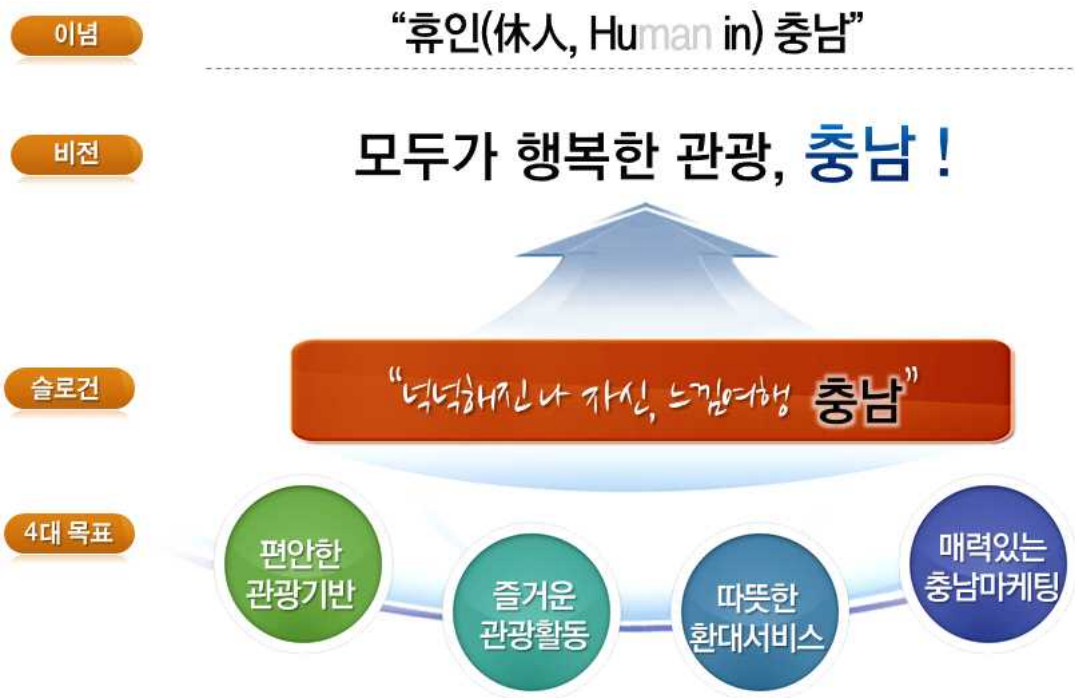 이념
“휴인(休人, Human in) 충남”
비전
모두가 행복한 관광, 충남 !
슬로건
“넉넉해진 나 자신, 느낌여행 충남”
4대 목표
편안한
관광기반
즐거운
관광활동
따뜻한
환대서비스
매력있는
충남마케팅